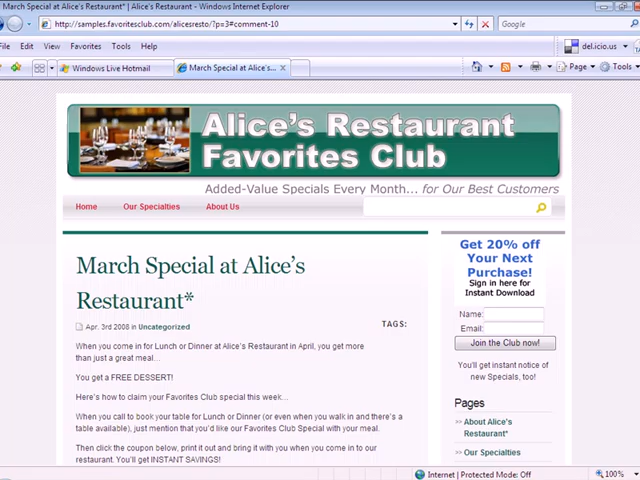 March Special at Alice's Restaurant* | Alice's Restaurant - Windows Internet Explorer
http://samples.favoritesclub.com/alicesresto/?p=3#comment-10
Google
File Edit View Favorites Tools Help
del.icio.us
Windows Live Hotmail
March Special at Alice's...
Page Tools
Alice's Restaurant
Favorites Club
Added-Value Specials Every Month... for Our Best Customers
Home Our Specialties About Us
March Special at Alice's
Restaurant*
Apr. 3rd 2008 in Uncategorized
TAGS:
When you come in for Lunch or Dinner at Alice's Restaurant in April, you get more
than just a great meal...
You get a FREE DESSERT!
Here's how to claim your Favorites Club special this week...
When you call to book your table for Lunch or Dinner (or even when you walk in and there's a
table available), just mention that you'd like our Favorites Club Special with your meal.
Then click the coupon below, print it out and bring it with you when you come in to our
restaurant. You'll get INSTANT SAVINGS!
Get 20% off
Your Next
Purchase!
Sign in here for
Instant Download
Name:
Email:
Join the Club now!
You'll get instant notice
of new Specials, too!
Pages
>> About Alice's
Restaurant*
>> Our Specialties
Internet | Protected Mode: Off
100%